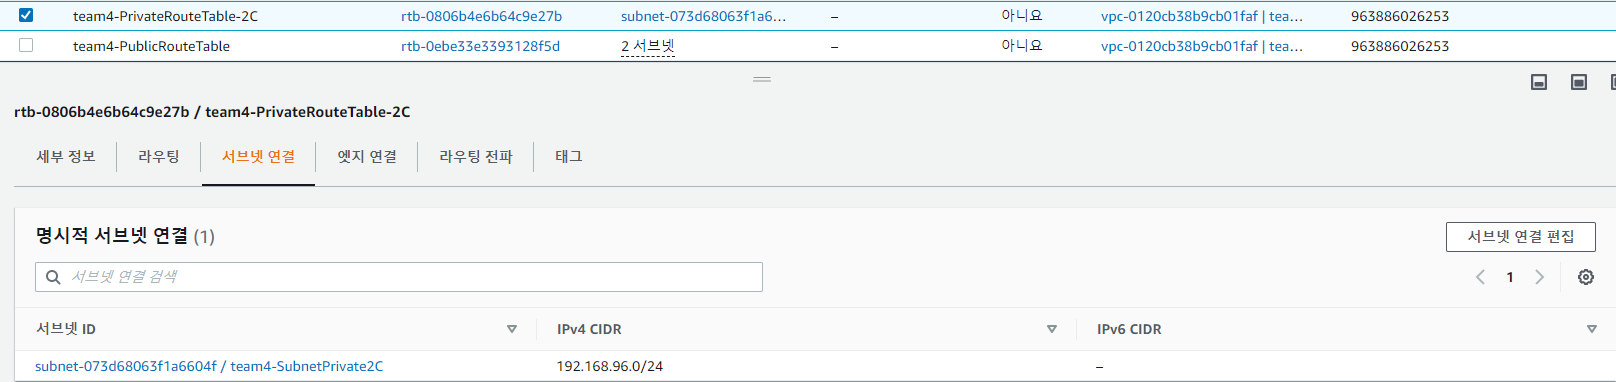 team4-PrivateRouteTable-2C rtb-0806b4e6b64c9e27b subnet-073d68063f1a6... – 아니요 vpc-0120cb38b9cb01faf | tea... 963886026253
team4-PublicRouteTable rtb-0ebe33e3393128f5d 2 서브넷 – 아니요 vpc-0120cb38b9cb01faf | tea... 963886026253
rtb-0806b4e6b64c9e27b / team4-PrivateRouteTable-2C
세부 정보 라우팅 서브넷 연결 엣지 연결 라우팅 전파 태그
명시적 서브넷 연결 (1) 서브넷 연결 편집
서브넷 연결 검색 1
서브넷 ID IPv4 CIDR IPv6 CIDR
subnet-073d68063f1a6604f / team4-SubnetPrivate2C 192.168.96.0/24 –